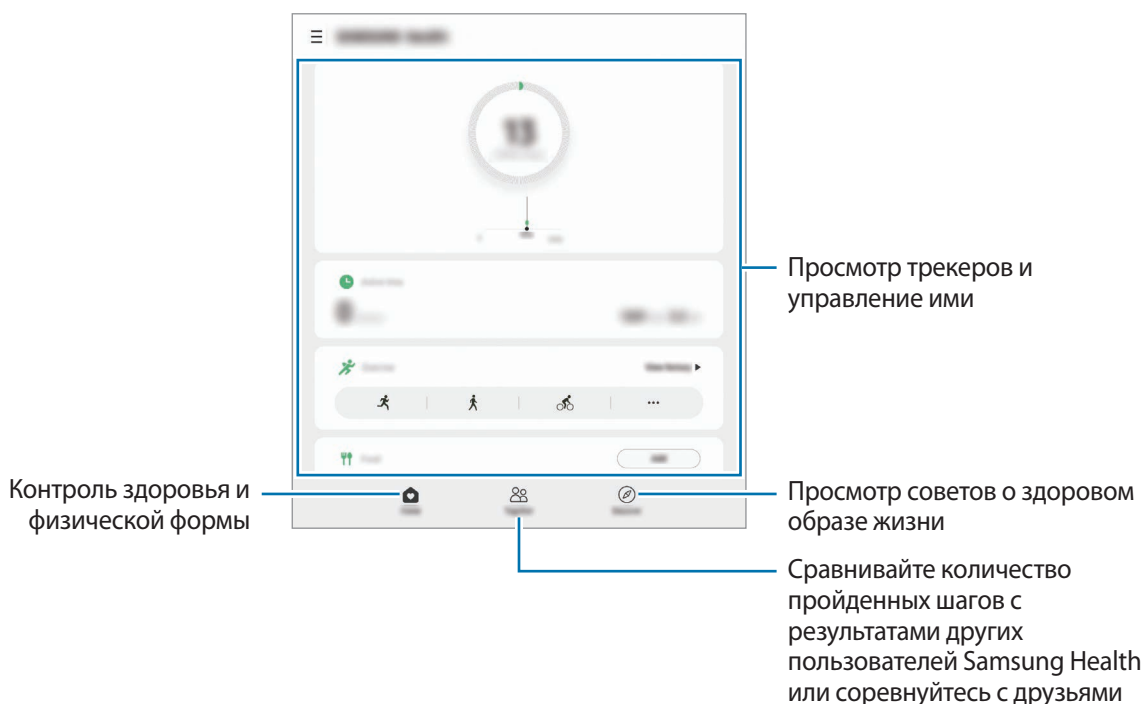 Просмотр трекеров и
управление ими
Контроль здоровья и
физической формы
Просмотр советов о здоровом
образе жизни
Сравнивайте количество
пройденных шагов с
результатами других
пользователей Samsung Health
или соревнуйтесь с друзьями